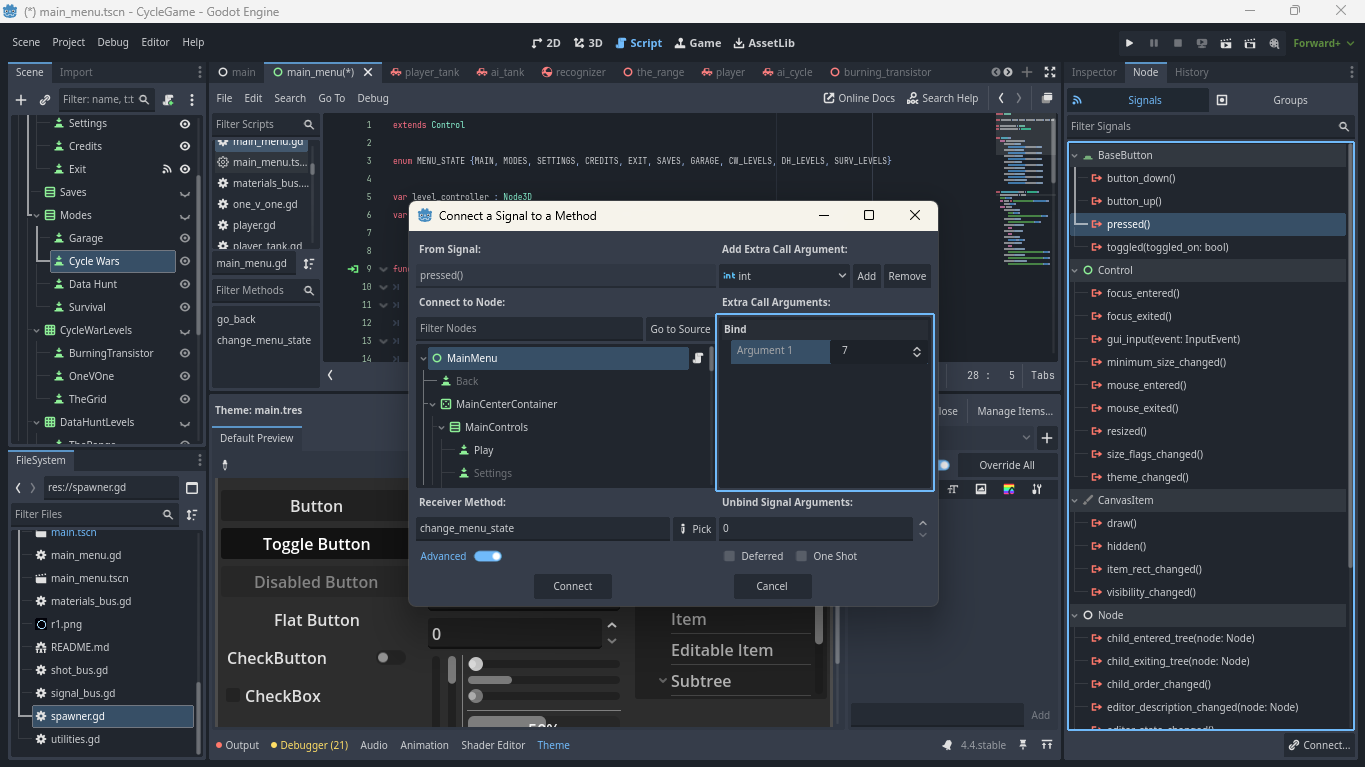 (*) main_menu.tscn - CycleGame - Godot Engine
Scene Project Debug Editor Help
2D 3D Script Game AssetLib
Forward+
Scene Import
main main_menu(*) player_tank ai_tank recognizer the_range player ai_cycle burning_transistor
Inspector Node History
Filter: name, t:t
File Edit Search Go To Debug
Online Docs Search Help
Signals Groups
Settings
Credits
Exit
Saves
Modes
Garage
Cycle Wars
Data Hunt
Survival
CycleWarLevels
BurningTransistor
OneVOne
TheGrid
DataHuntLevels
TheRange
Filter Scripts
main_menu.gd
main_menu.ts...
materials_bus....
one_v_one.gd
player.gd
player_tank.gd
main_menu.gd
Filter Methods
go_back
change_menu_state
1 extends Control
2
3 enum MENU_STATE {MAIN, MODES, SETTINGS, CREDITS, EXIT, SAVES, GARAGE, CW_LEVELS, DH_LEVELS, SURV_LEVELS}
4
5 var level_controller : Node3D
6 var
7
8
9 func
10
11
12
13
14
28 : 5 Tabs
Connect a Signal to a Method
From Signal:
pressed()
Connect to Node:
Filter Nodes
Go to Source
MainMenu
Back
MainCenterContainer
MainControls
Play
Settings
Receiver Method:
change_menu_state
Pick
Advanced
Add Extra Call Argument:
int
Add Remove
Extra Call Arguments:
Bind
Argument 1 7
Unbind Signal Arguments:
0
Deferred One Shot
Connect Cancel
Filter Signals
BaseButton
button_down()
button_up()
pressed()
toggled(toggled_on: bool)
Control
focus_entered()
focus_exited()
gui_input(event: InputEvent)
minimum_size_changed()
mouse_entered()
mouse_exited()
resized()
size_flags_changed()
theme_changed()
CanvasItem
draw()
hidden()
item_rect_changed()
visibility_changed()
Node
child_entered_tree(node: Node)
child_exiting_tree(node: Node)
child_order_changed()
editor_description_changed(node: Node)
editor_state_changed()
Connect...
FileSystem
res://spawner.gd
Filter Files
main.tscn
main_menu.gd
main_menu.tscn
materials_bus.gd
r1.png
README.md
shot_bus.gd
signal_bus.gd
spawner.gd
utilities.gd
Theme: main.tres
Manage Items...
Default Preview
Override All
Button
Toggle Button
Disabled Button
Flat Button
CheckButton
CheckBox
0
50%
Item
Editable Item
Subtree
Add
Output Debugger (21) Audio Animation Shader Editor Theme
4.4.stable